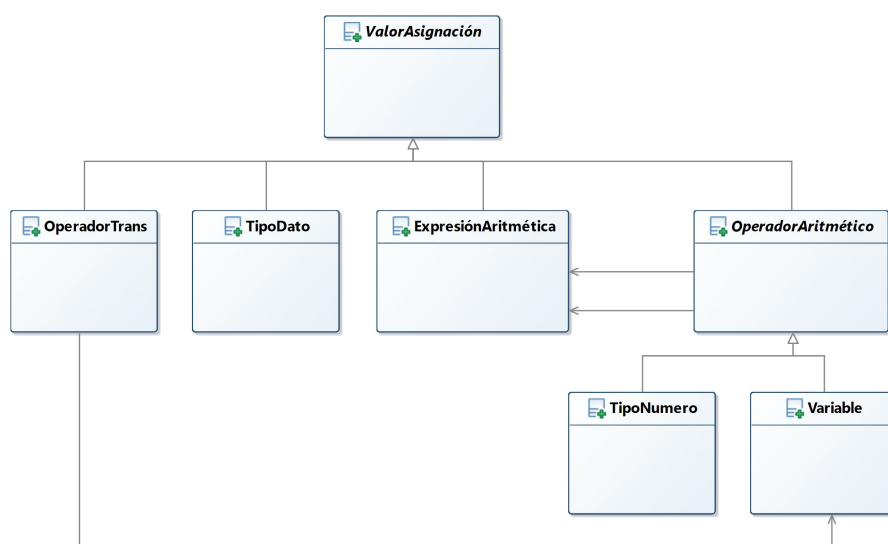 ValorAsignación
OperadorTrans
TipoDato
ExpresiónAritmética
OperadorAritmético
TipoNumero
Variable